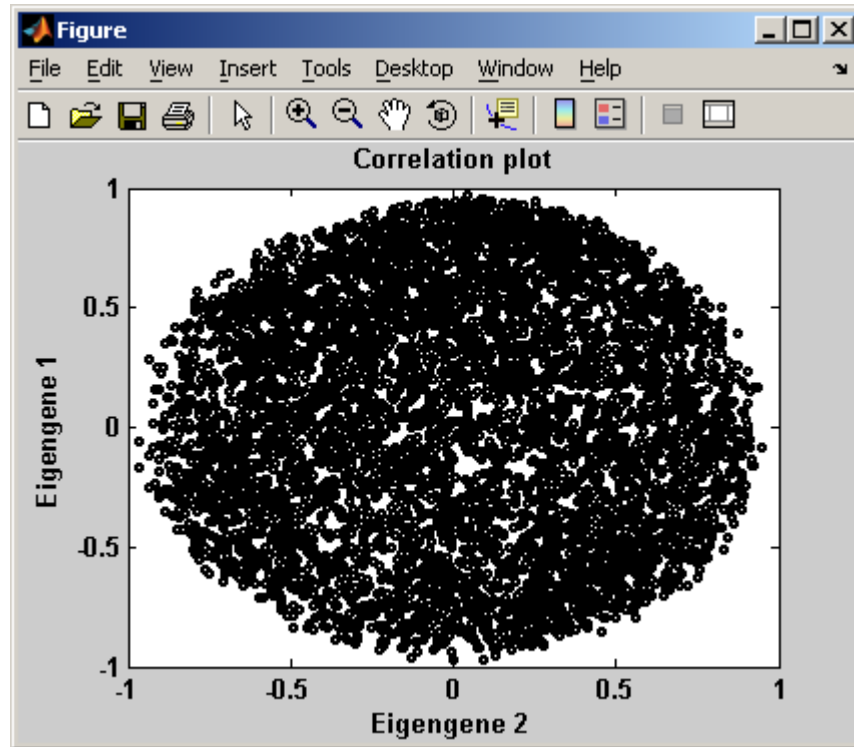 Figure
File Edit View Insert Tools Desktop Window Help
Correlation plot
1
0.5
0
-0.5
-1
Eigengene 1
-1 -0.5 0 0.5 1
Eigengene 2